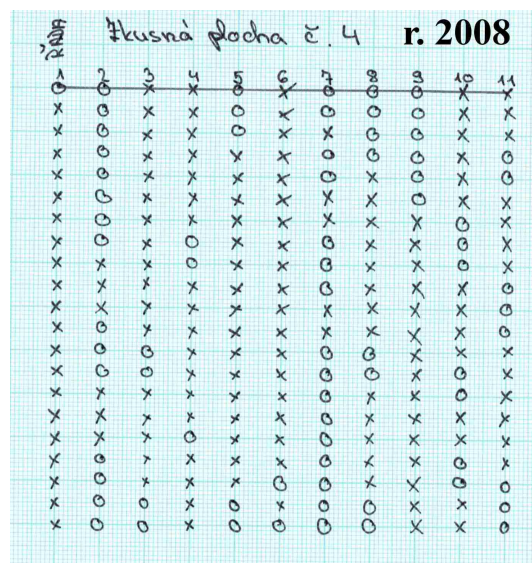 Zkusná plocha č. 4 r. 2008
ŘADA
1 2 3 4 5 6 7 8 9 10 11
O O X X O X O O O X X
X O X X O X O O O X X
X O X X O X X O O X X
X O X X X X O O O X O
X O X X X X O X O X O
X O X X X X X X O X X
X O X X X X X X X O X
X O X O X X O X X O X
X X X O X X O X X O X
X X X X X X O X X X O
X X X X X X X X X X O
X O X X X X X X X X O
X O O X X X O O X X X
X O O X X X O O X O X
X X X X X X O X X O X
X X X X X X O X X X X
X X X O X X O X X X X
X O X X X X O X X O X
X O X X X O O X X O O
X O O X O X O O X X O
X O O X O O O O X X O